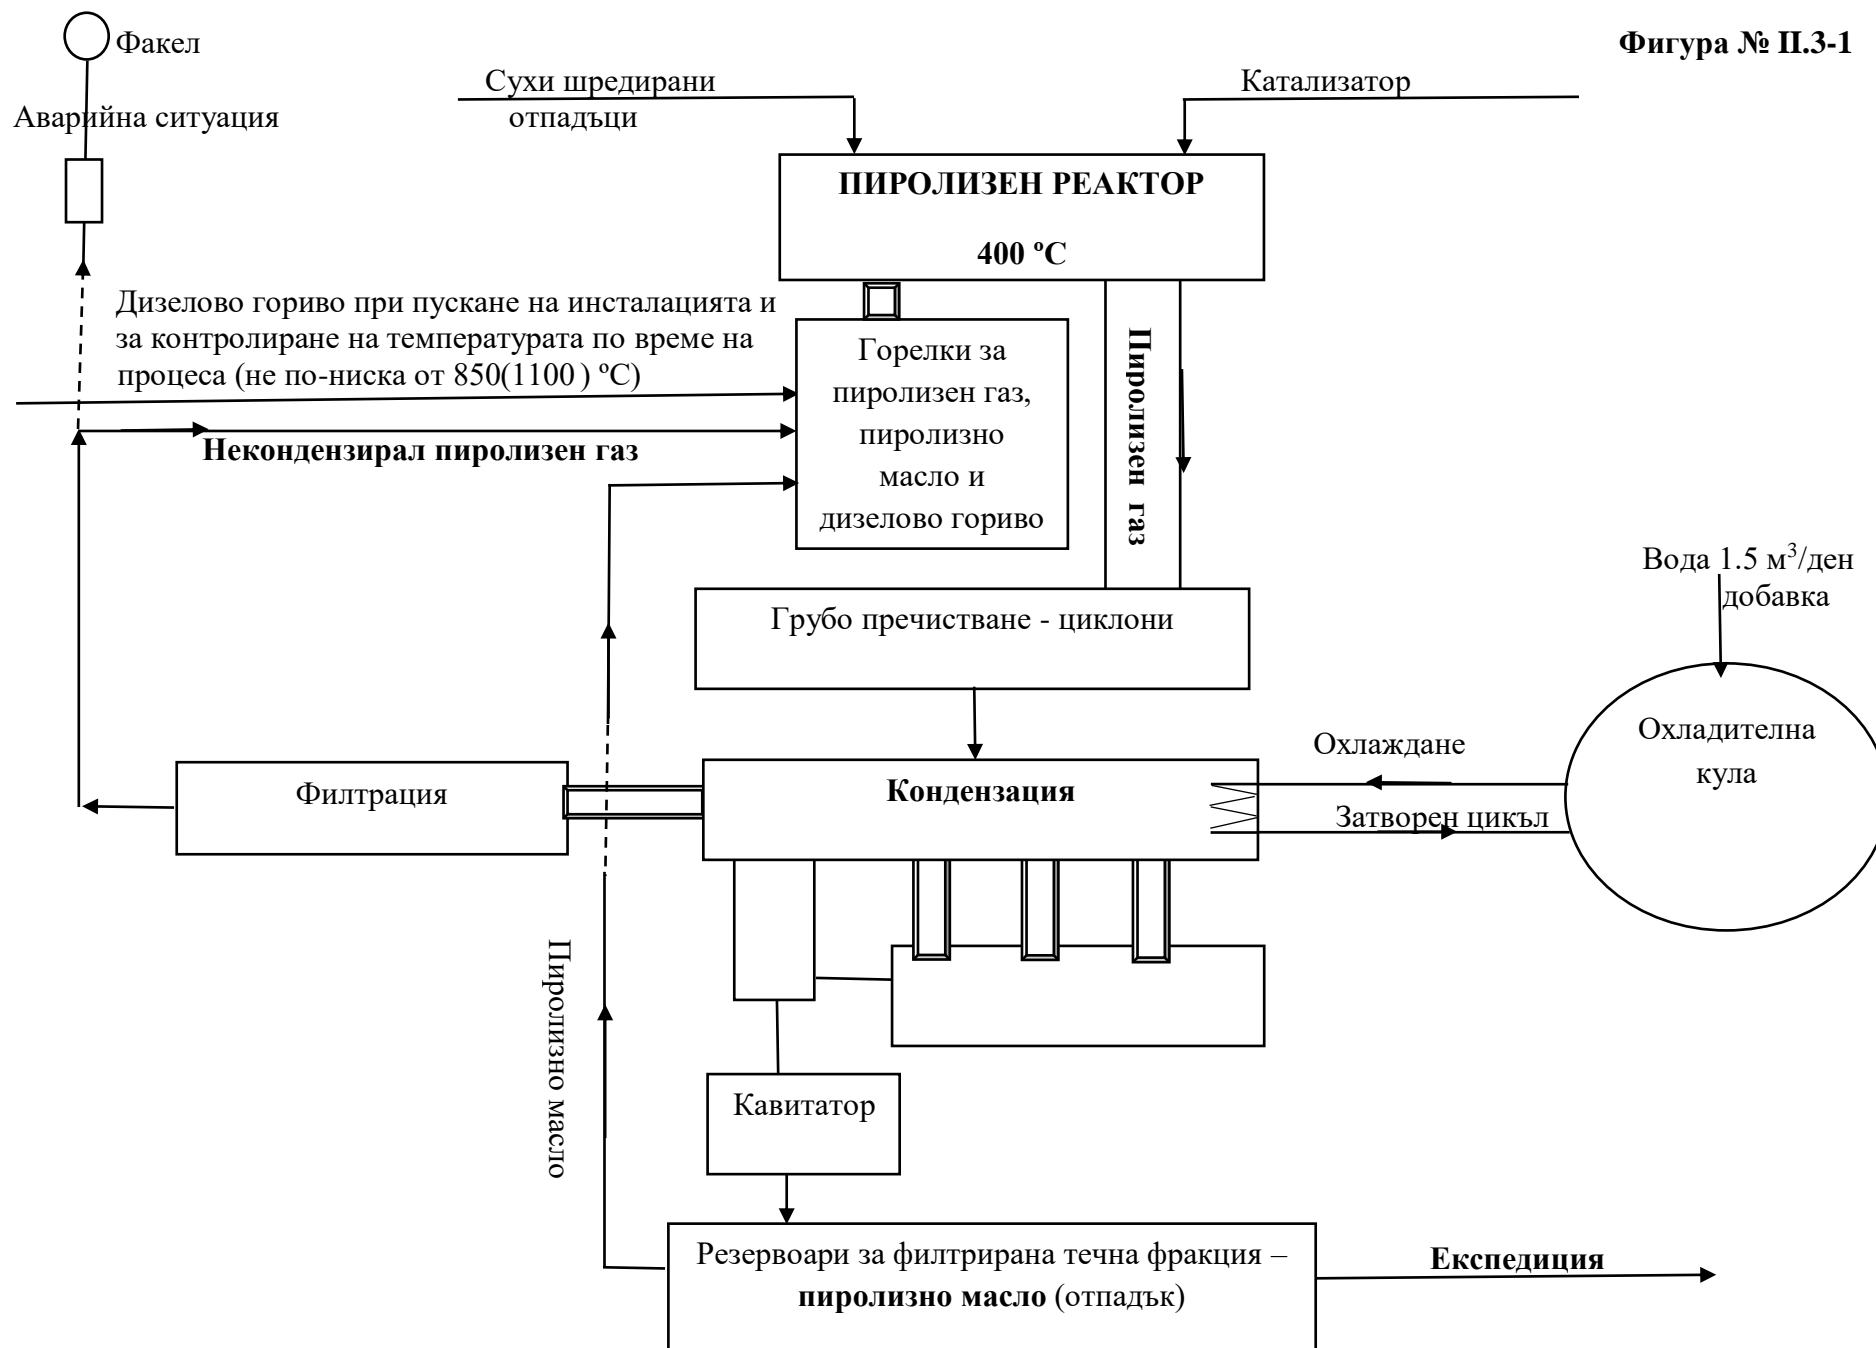 Факел
Фигура № II.3-1
Сухи шредирани
отпадъци
Катализатор
Аварийна ситуация
ПИРОЛИЗЕН РЕАКТОР
400 ºC
Дизелово гориво при пускане на инсталацията и
за контролиране на температурата по време на
процеса (не по-ниска от 850(1100 ) ºC)
Горелки за
пиролизен газ,
пиролизно
масло и
дизелово гориво
Пиролизен газ
Некондензирал пиролизен газ
Вода 1.5 м³/ден
добавка
Грубо пречистване - циклони
Охладителна
кула
Охлаждане
Затворен цикъл
Филтрация
Кондензация
Пиролизно масло
Кавитатор
Резервоари за филтрирана течна фракция –
пиролизно масло (отпадък)
Експедиция